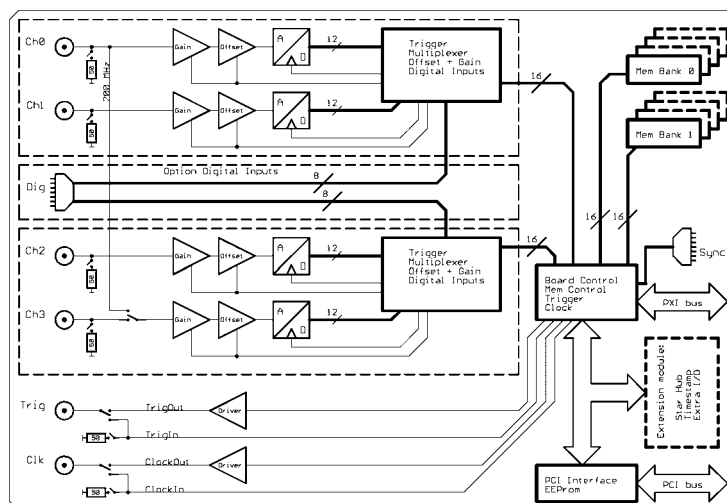 Ch0
50
200 MHz
Gain
Offset
A
D
12
Trigger
Multiplexer
Offset + Gain
Digital Inputs
16
Mem Bank 0
Ch1
50
Gain
Offset
A
D
12
Mem Bank 1
Option Digital Inputs
Dig
8
8
16
16
Ch2
50
Gain
Offset
A
D
12
Trigger
Multiplexer
Offset + Gain
Digital Inputs
16
Sync
Board Control
Mem Control
Trigger
Clock
PXI bus
Ch3
50
Gain
Offset
A
D
12
Trig
TrigOut
Driver
50
TrigIn
Extension module:
Star Hub
Timestamp
Extra I/O
Clk
ClockOut
Driver
50
ClockIn
PCI Interface
EEProm
PCI bus